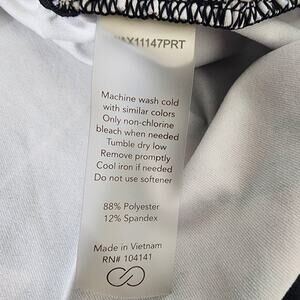 AX11147PRT
Machine wash cold
with similar colors
Only non-chlorine
bleach when needed
Tumble dry low
Remove promptly
Cool iron if needed
Do not use softener
88% Polyester
12% Spandex
Made in Vietnam
RN# 104141